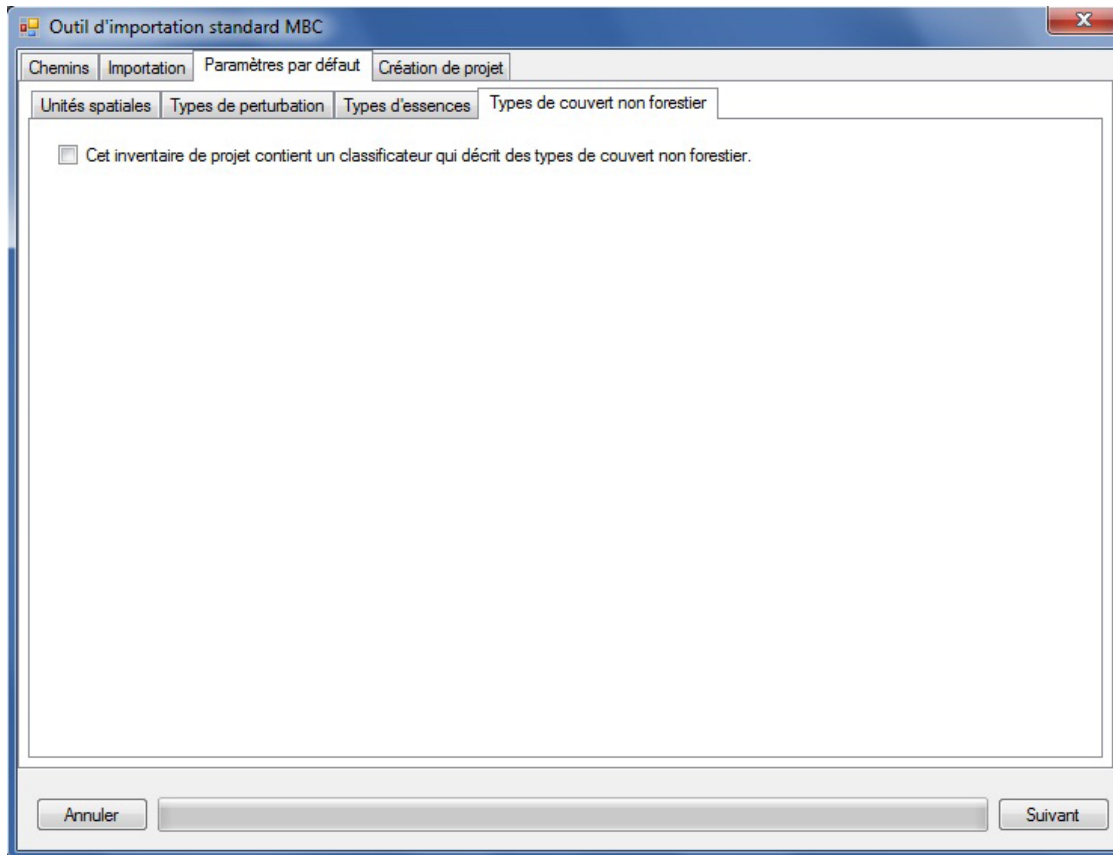 Outil d'importation standard MBC
Chemins Importation Paramètres par défaut Création de projet
Unités spatiales Types de perturbation Types d'essences Types de couvert non forestier
Cet inventaire de projet contient un classificateur qui décrit des types de couvert non forestier.
Annuler Suivant